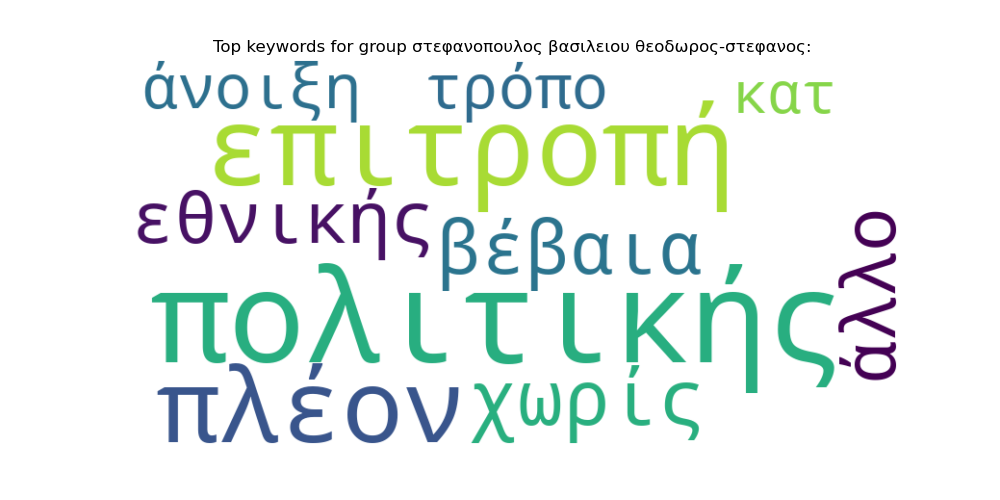 Top keywords for group στεφανοπουλος βασιλειου θεοδωρος-στεφανος:
άνοιξη τρόπο κατ
επιτροπή
εθνικής βέβαια
άλλο
πολιτικής
πλέον χωρίς